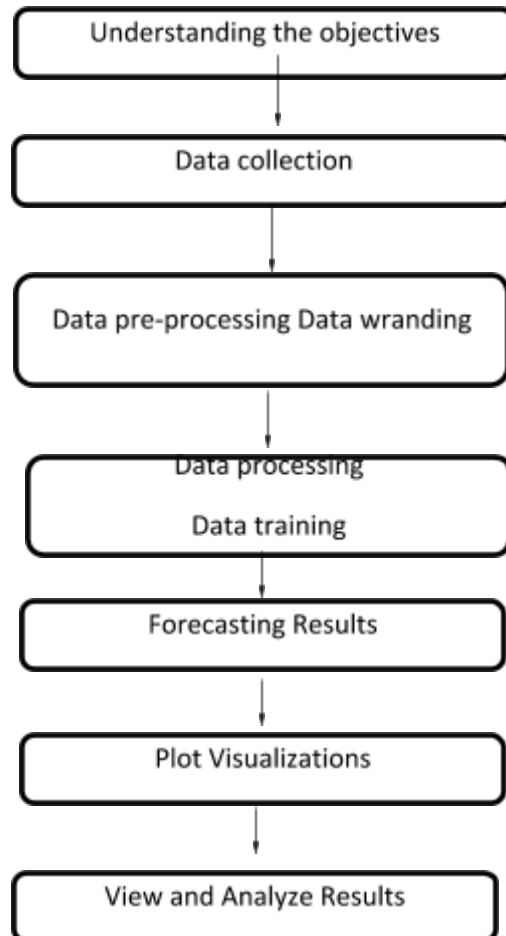 Understanding the objectives
Data collection
Data pre-processing Data wranding
Data processing
Data training
Forecasting Results
Plot Visualizations
View and Analyze Results